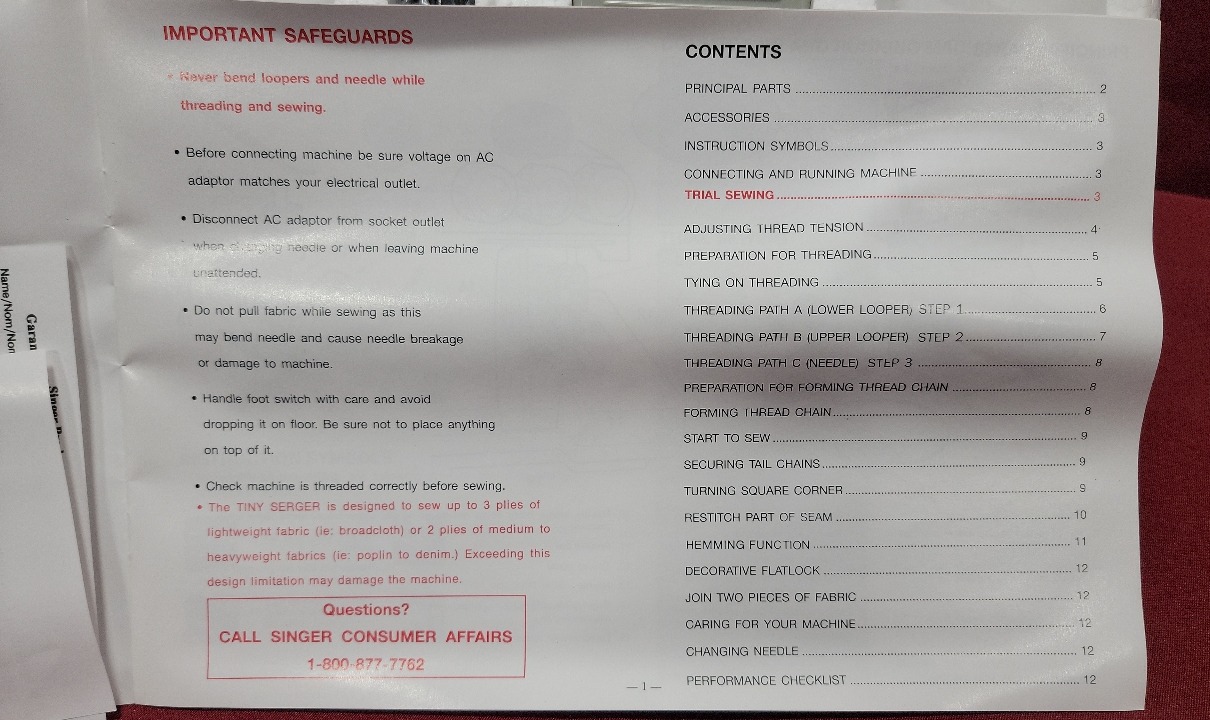 IMPORTANT SAFEGUARDS
* Never bend loopers and needle while
threading and sewing.
• Before connecting machine be sure voltage on AC
adaptor matches your electrical outlet.
• Disconnect AC adaptor from socket outlet
when changing needle or when leaving machine
unattended.
• Do not pull fabric while sewing as this
may bend needle and cause needle breakage
or damage to machine.
• Handle foot switch with care and avoid
dropping it on floor. Be sure not to place anything
on top of it.
• Check machine is threaded correctly before sewing.
* The TINY SERGER is designed to sew up to 3 plies of
lightweight fabric (ie: broadcloth) or 2 plies of medium to
heavyweight fabrics (ie: poplin to denim.) Exceeding this
design limitation may damage the machine.
Questions?
CALL SINGER CONSUMER AFFAIRS
1-800-877-7762
— 1 —
CONTENTS
PRINCIPAL PARTS ........ 2
ACCESSORIES ........ 3
INSTRUCTION SYMBOLS ........ 3
CONNECTING AND RUNNING MACHINE ........ 3
TRIAL SEWING ........ 3
ADJUSTING THREAD TENSION ........ 4
PREPARATION FOR THREADING ........ 5
TYING ON THREADING ........ 5
THREADING PATH A (LOWER LOOPER) STEP 1 ........ 6
THREADING PATH B (UPPER LOOPER) STEP 2 ........ 7
THREADING PATH C (NEEDLE) STEP 3 ........ 8
PREPARATION FOR FORMING THREAD CHAIN ........ 8
FORMING THREAD CHAIN ........ 8
START TO SEW ........ 9
SECURING TAIL CHAINS ........ 9
TURNING SQUARE CORNER ........ 9
RESTITCH PART OF SEAM ........ 10
HEMMING FUNCTION ........ 11
DECORATIVE FLATLOCK ........ 12
JOIN TWO PIECES OF FABRIC ........ 12
CARING FOR YOUR MACHINE ........ 12
CHANGING NEEDLE ........ 12
PERFORMANCE CHECKLIST ........ 12
Name/Nom/Nom
Garan
Singer